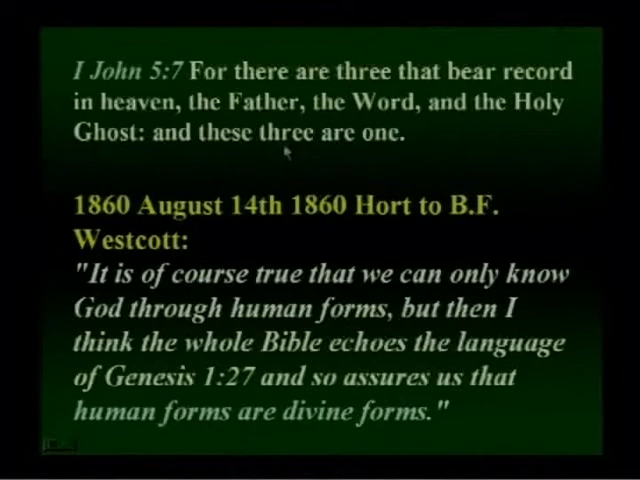 I John 5:7 For there are three that bear record
in heaven, the Father, the Word, and the Holy
Ghost: and these three are one.
1860 August 14th 1860 Hort to B.F.
Westcott:
"It is of course true that we can only know
God through human forms, but then I
think the whole Bible echoes the language
of Genesis 1:27 and so assures us that
human forms are divine forms."